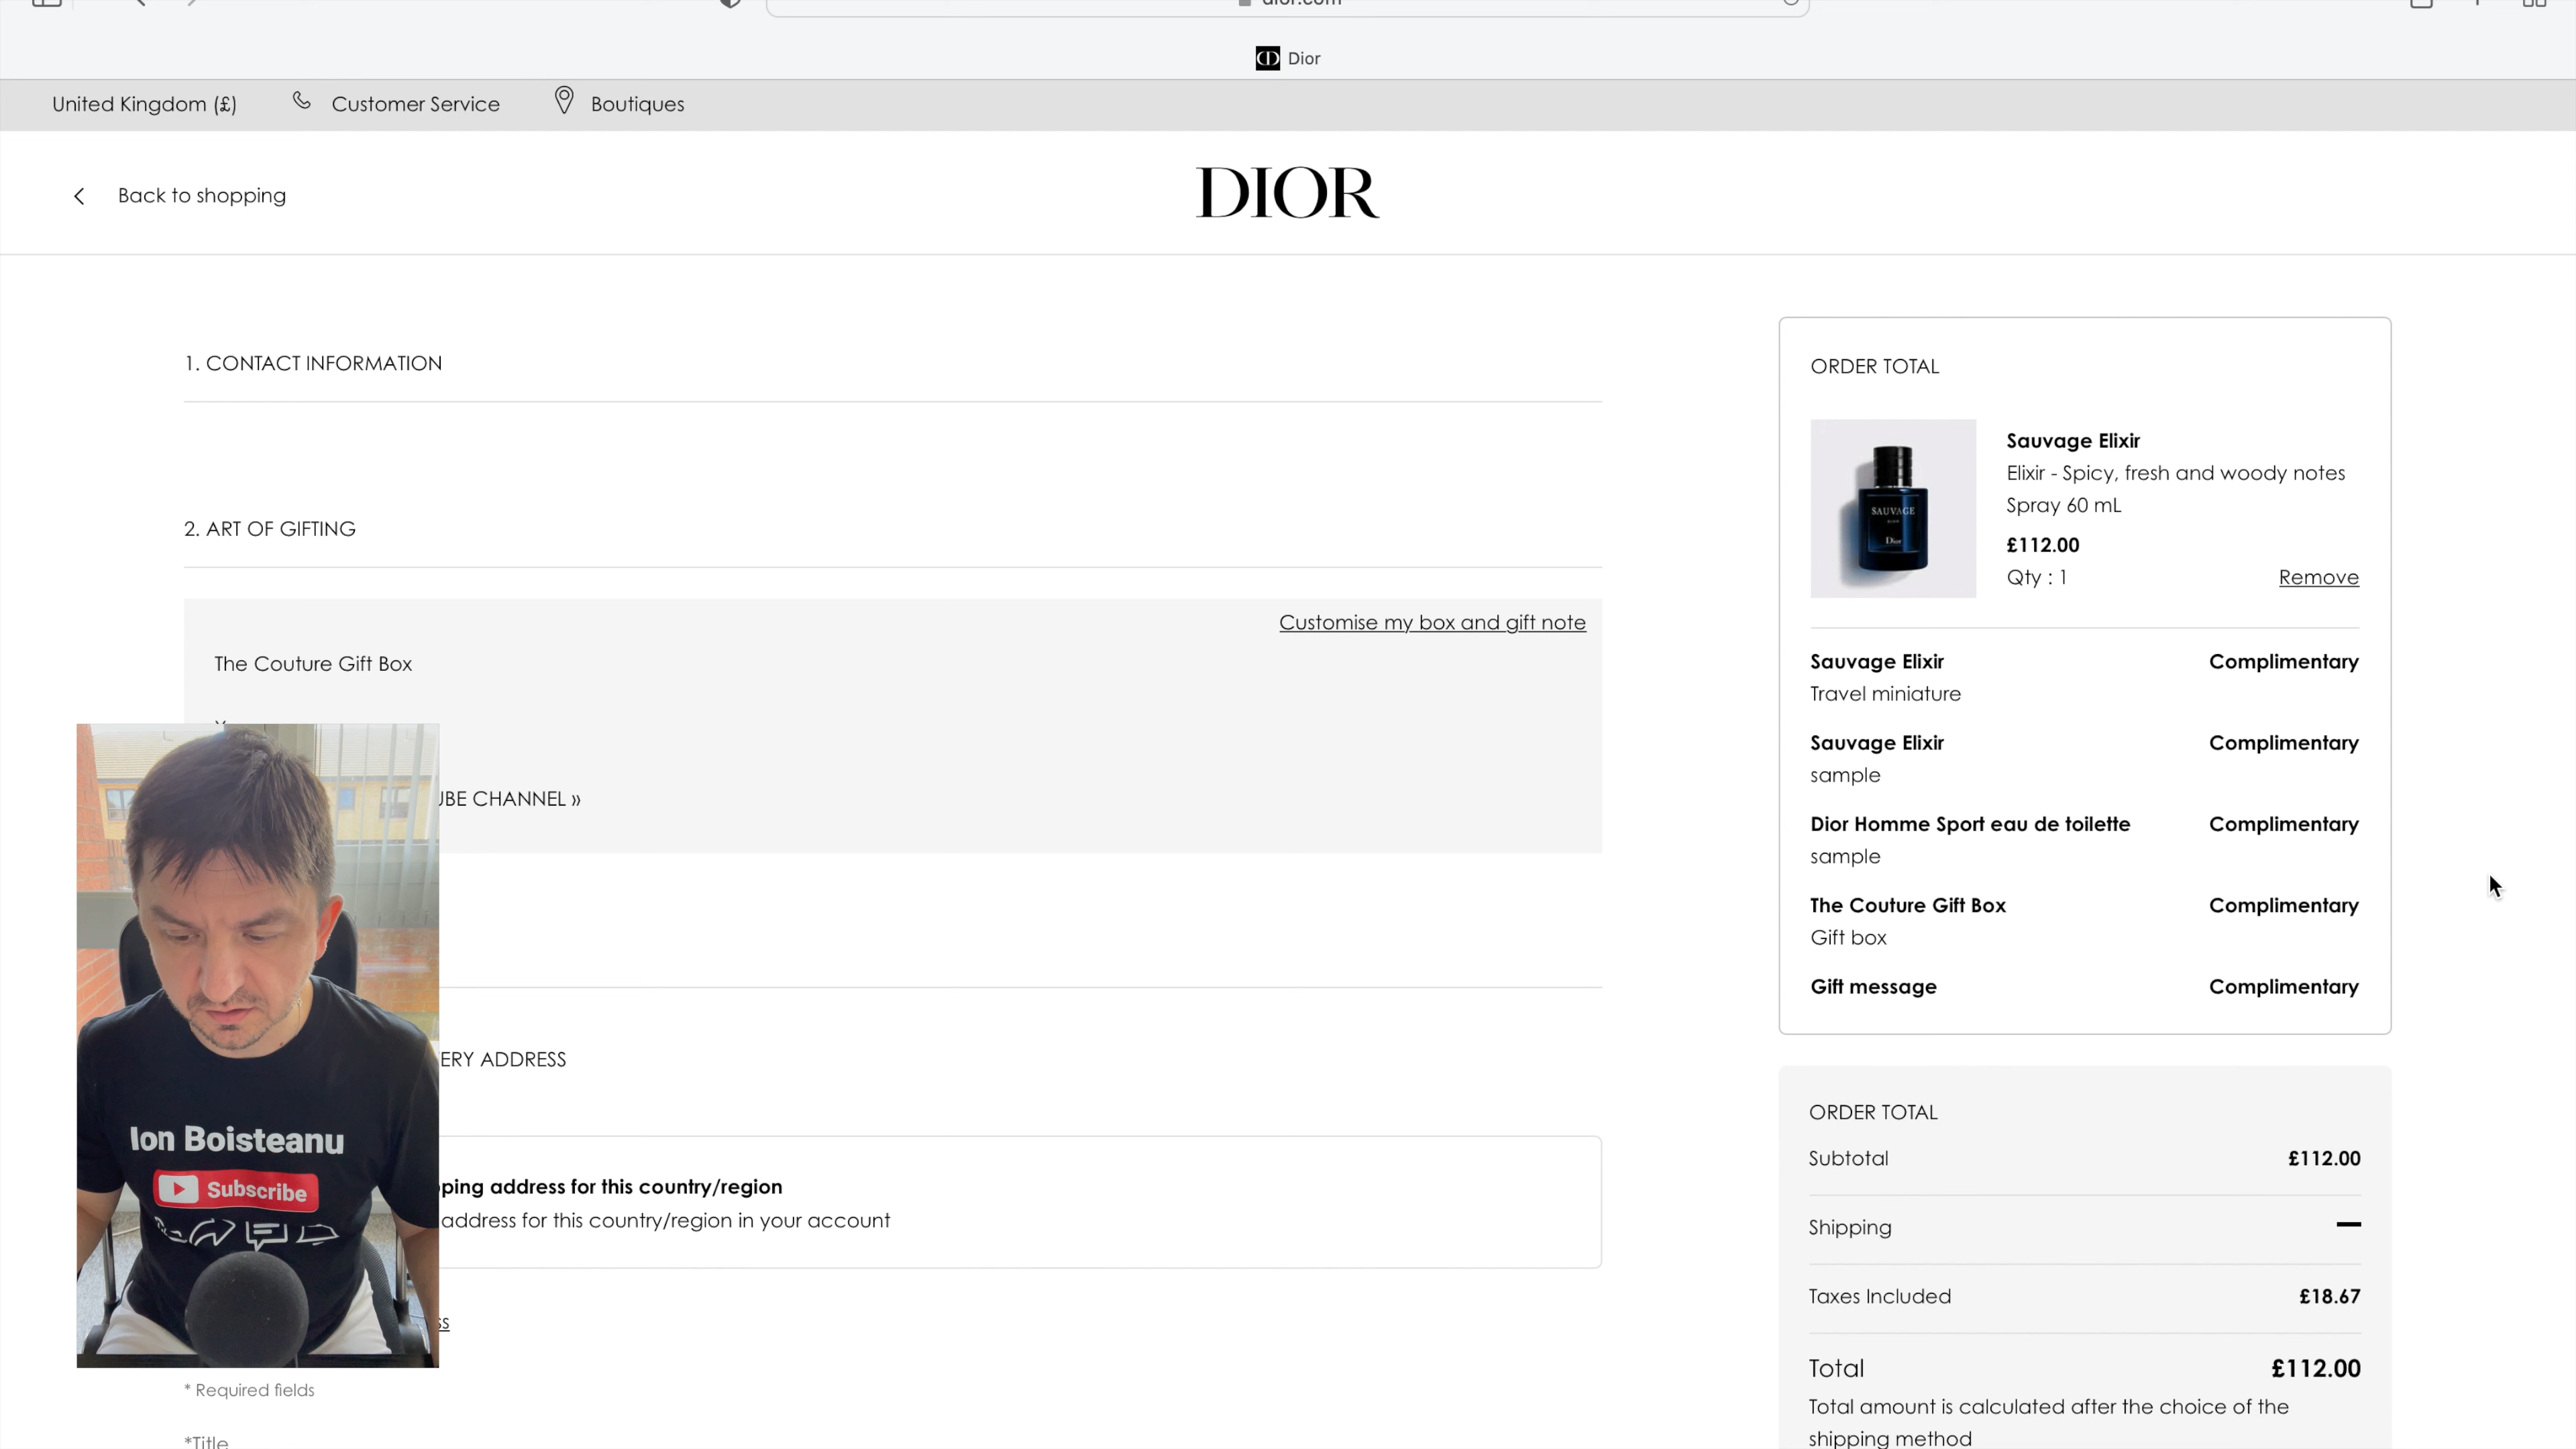 Dior
United Kingdom (£)
Customer Service
Boutiques
Back to shopping
DIOR
1. CONTACT INFORMATION
2. ART OF GIFTING
Customise my box and gift note
The Couture Gift Box
CHANNEL »
ADDRESS
address for this country/region
address for this country/region in your account
* Required fields
*Title
Ion Boisteanu
Subscribe
ORDER TOTAL
SAUVAGE
Dior
Sauvage Elixir
Elixir - Spicy, fresh and woody notes
Spray 60 mL
£112.00
Qty : 1
Remove
Sauvage Elixir Complimentary
Travel miniature
Sauvage Elixir Complimentary
sample
Dior Homme Sport eau de toilette Complimentary
sample
The Couture Gift Box Complimentary
Gift box
Gift message Complimentary
ORDER TOTAL
Subtotal £112.00
Shipping —
Taxes Included £18.67
Total £112.00
Total amount is calculated after the choice of the
shipping method